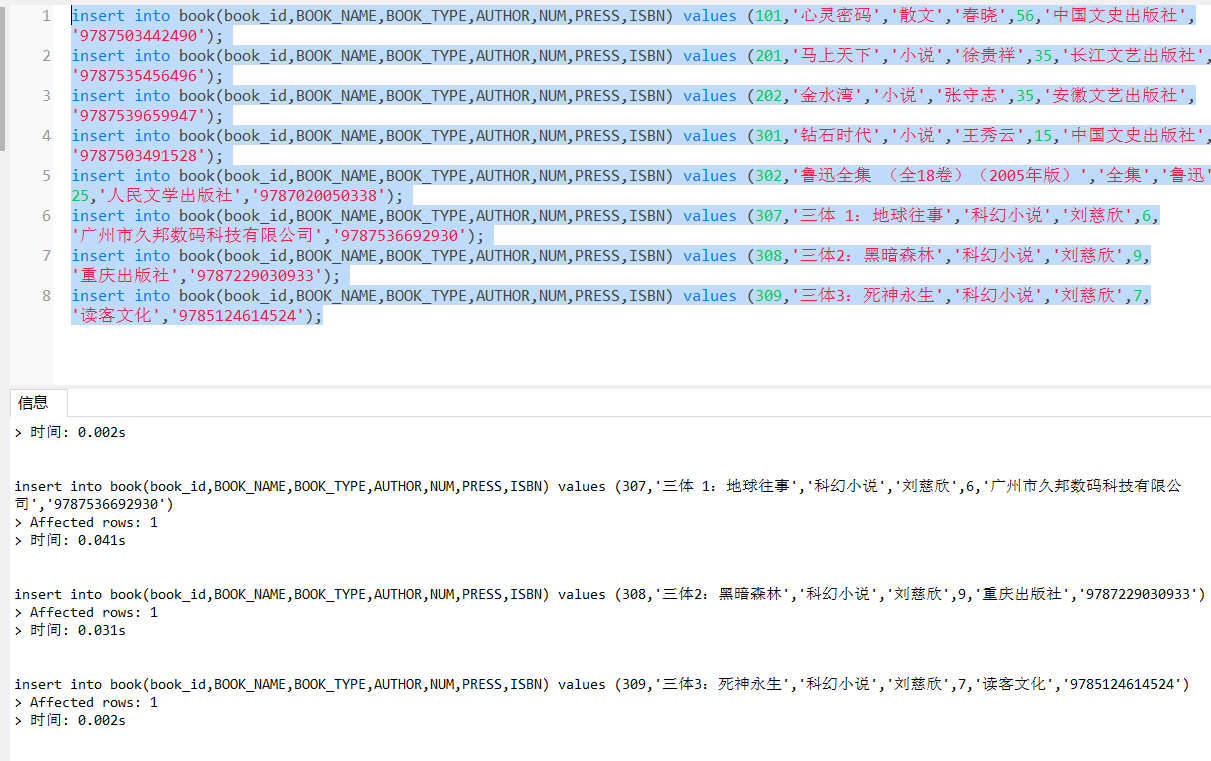 1 insert into book(book_id,BOOK_NAME,BOOK_TYPE,AUTHOR,NUM,PRESS,ISBN) values (101,'心灵密码','散文','春晓',56,'中国文史出版社',
'9787503442490');
2 insert into book(book_id,BOOK_NAME,BOOK_TYPE,AUTHOR,NUM,PRESS,ISBN) values (201,'马上天下','小说','徐贵祥',35,'长江文艺出版社',
'9787535456496');
3 insert into book(book_id,BOOK_NAME,BOOK_TYPE,AUTHOR,NUM,PRESS,ISBN) values (202,'金水湾','小说','张守志',35,'安徽文艺出版社',
'9787539659947');
4 insert into book(book_id,BOOK_NAME,BOOK_TYPE,AUTHOR,NUM,PRESS,ISBN) values (301,'钻石时代','小说','王秀云',15,'中国文史出版社',
'9787503491528');
5 insert into book(book_id,BOOK_NAME,BOOK_TYPE,AUTHOR,NUM,PRESS,ISBN) values (302,'鲁迅全集 （全18卷）（2005年版）','全集','鲁迅'
25,'人民文学出版社','9787020050338');
6 insert into book(book_id,BOOK_NAME,BOOK_TYPE,AUTHOR,NUM,PRESS,ISBN) values (307,'三体 1：地球往事','科幻小说','刘慈欣',6,
'广州市久邦数码科技有限公司','9787536692930');
7 insert into book(book_id,BOOK_NAME,BOOK_TYPE,AUTHOR,NUM,PRESS,ISBN) values (308,'三体2：黑暗森林','科幻小说','刘慈欣',9,
'重庆出版社','9787229030933');
8 insert into book(book_id,BOOK_NAME,BOOK_TYPE,AUTHOR,NUM,PRESS,ISBN) values (309,'三体3：死神永生','科幻小说','刘慈欣',7,
'读客文化','9785124614524');
信息
> 时间: 0.002s
insert into book(book_id,BOOK_NAME,BOOK_TYPE,AUTHOR,NUM,PRESS,ISBN) values (307,'三体 1：地球往事','科幻小说','刘慈欣',6,'广州市久邦数码科技有限公
司','9787536692930')
> Affected rows: 1
> 时间: 0.041s
insert into book(book_id,BOOK_NAME,BOOK_TYPE,AUTHOR,NUM,PRESS,ISBN) values (308,'三体2：黑暗森林','科幻小说','刘慈欣',9,'重庆出版社','9787229030933')
> Affected rows: 1
> 时间: 0.031s
insert into book(book_id,BOOK_NAME,BOOK_TYPE,AUTHOR,NUM,PRESS,ISBN) values (309,'三体3：死神永生','科幻小说','刘慈欣',7,'读客文化','9785124614524')
> Affected rows: 1
> 时间: 0.002s